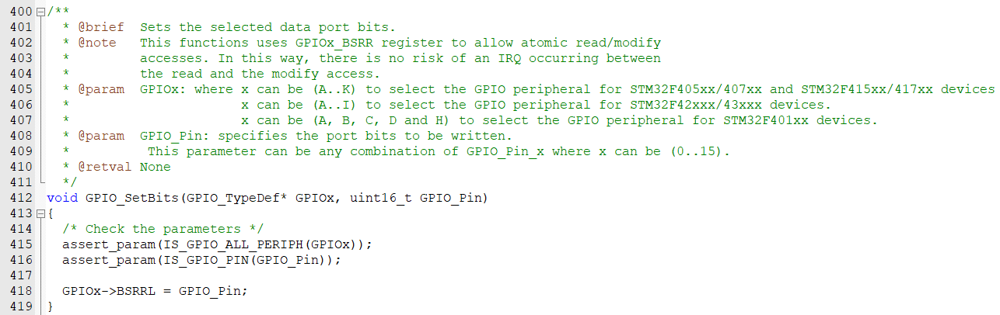 400 /**
401   * @brief  Sets the selected data port bits.
402   * @note   This functions uses GPIOx_BSRR register to allow atomic read/modify
403   *         accesses. In this way, there is no risk of an IRQ occurring between
404   *         the read and the modify access.
405   * @param  GPIOx: where x can be (A..K) to select the GPIO peripheral for STM32F405xx/407xx and STM32F415xx/417xx devices
406   *                      x can be (A..I) to select the GPIO peripheral for STM32F42xxx/43xxx devices.
407   *                      x can be (A, B, C, D and H) to select the GPIO peripheral for STM32F401xx devices.
408   * @param  GPIO_Pin: specifies the port bits to be written.
409   *          This parameter can be any combination of GPIO_Pin_x where x can be (0..15).
410   * @retval None
411   */
412 void GPIO_SetBits(GPIO_TypeDef* GPIOx, uint16_t GPIO_Pin)
413 {
414   /* Check the parameters */
415   assert_param(IS_GPIO_ALL_PERIPH(GPIOx));
416   assert_param(IS_GPIO_PIN(GPIO_Pin));
417
418   GPIOx->BSRRL = GPIO_Pin;
419 }